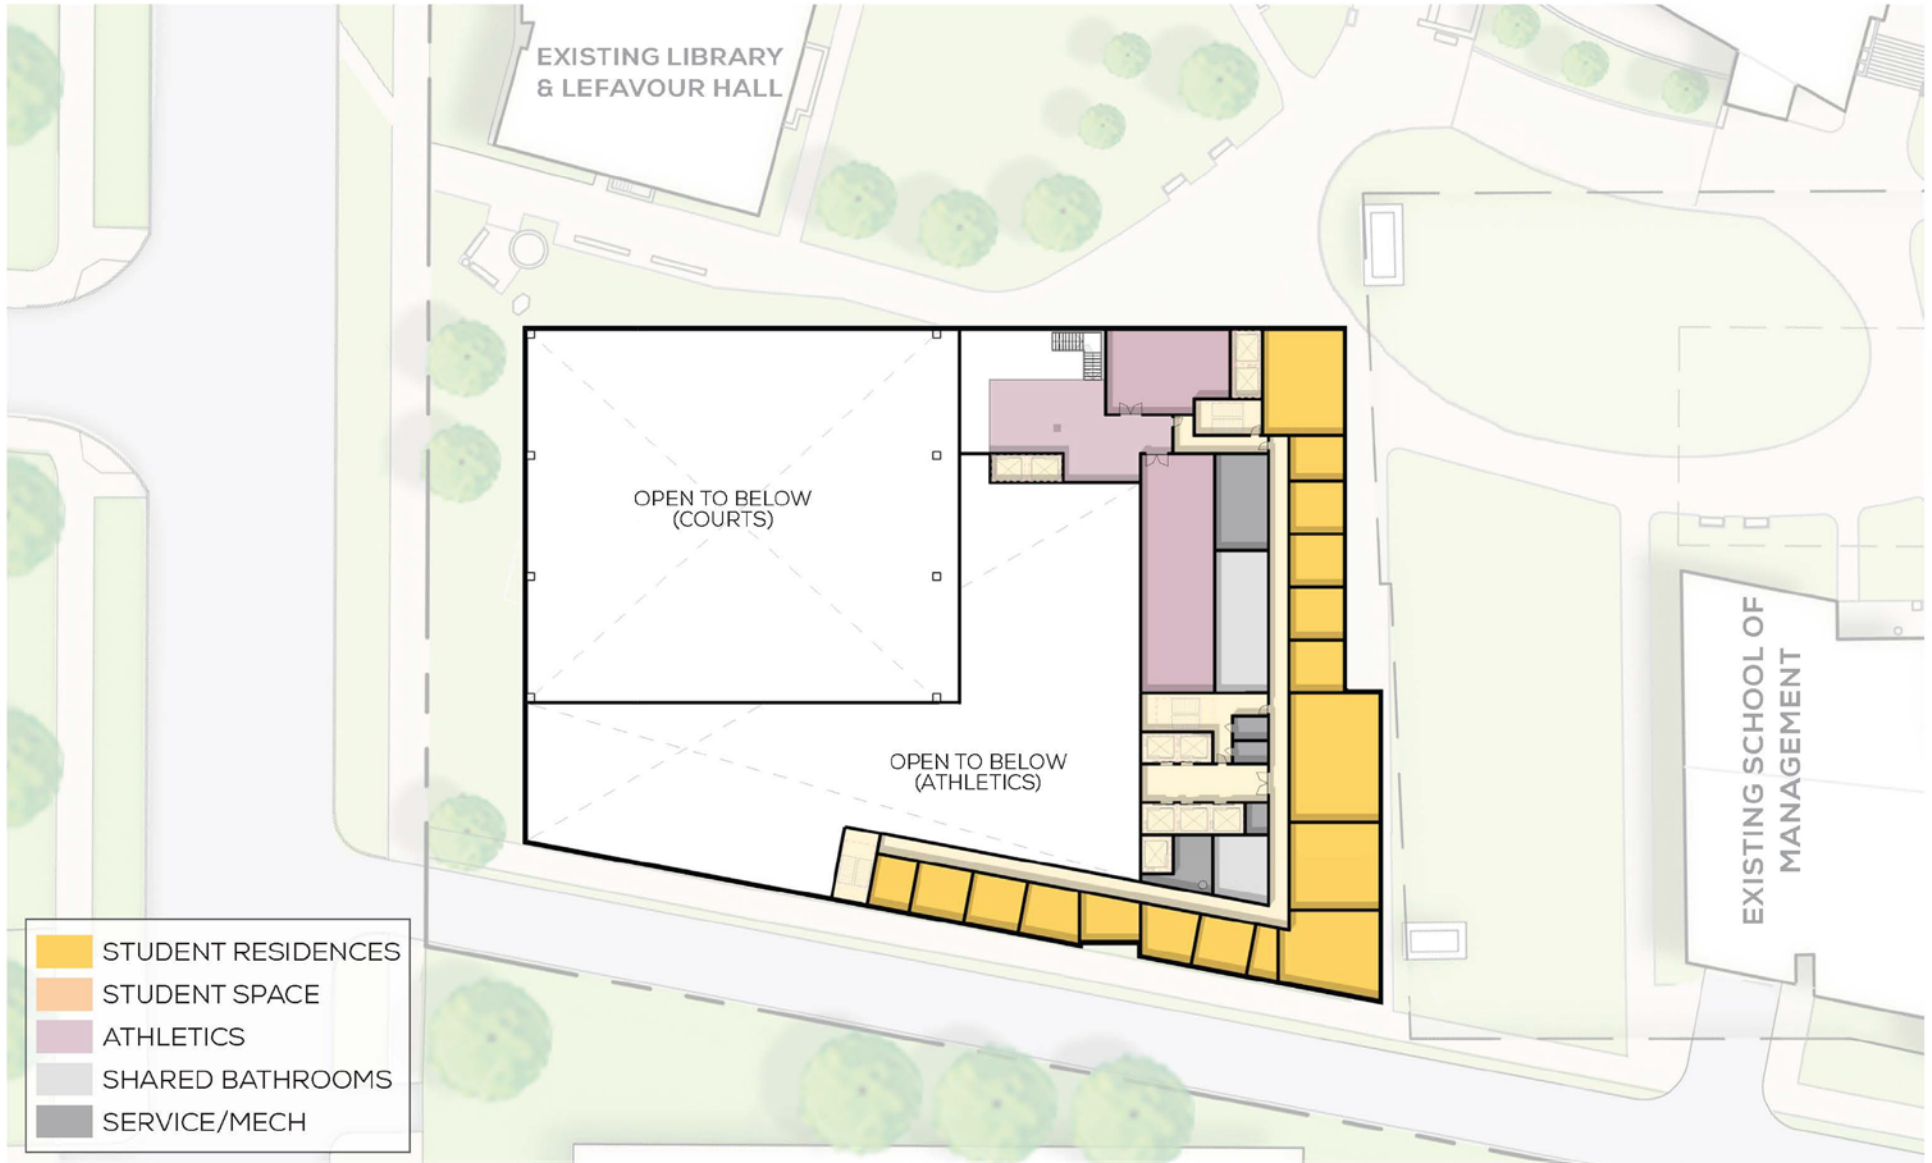 EXISTING LIBRARY
& LEFAVOUR HALL
OPEN TO BELOW
(COURTS)
OPEN TO BELOW
(ATHLETICS)
EXISTING SCHOOL OF
MANAGEMENT
STUDENT RESIDENCES
STUDENT SPACE
ATHLETICS
SHARED BATHROOMS
SERVICE/MECH